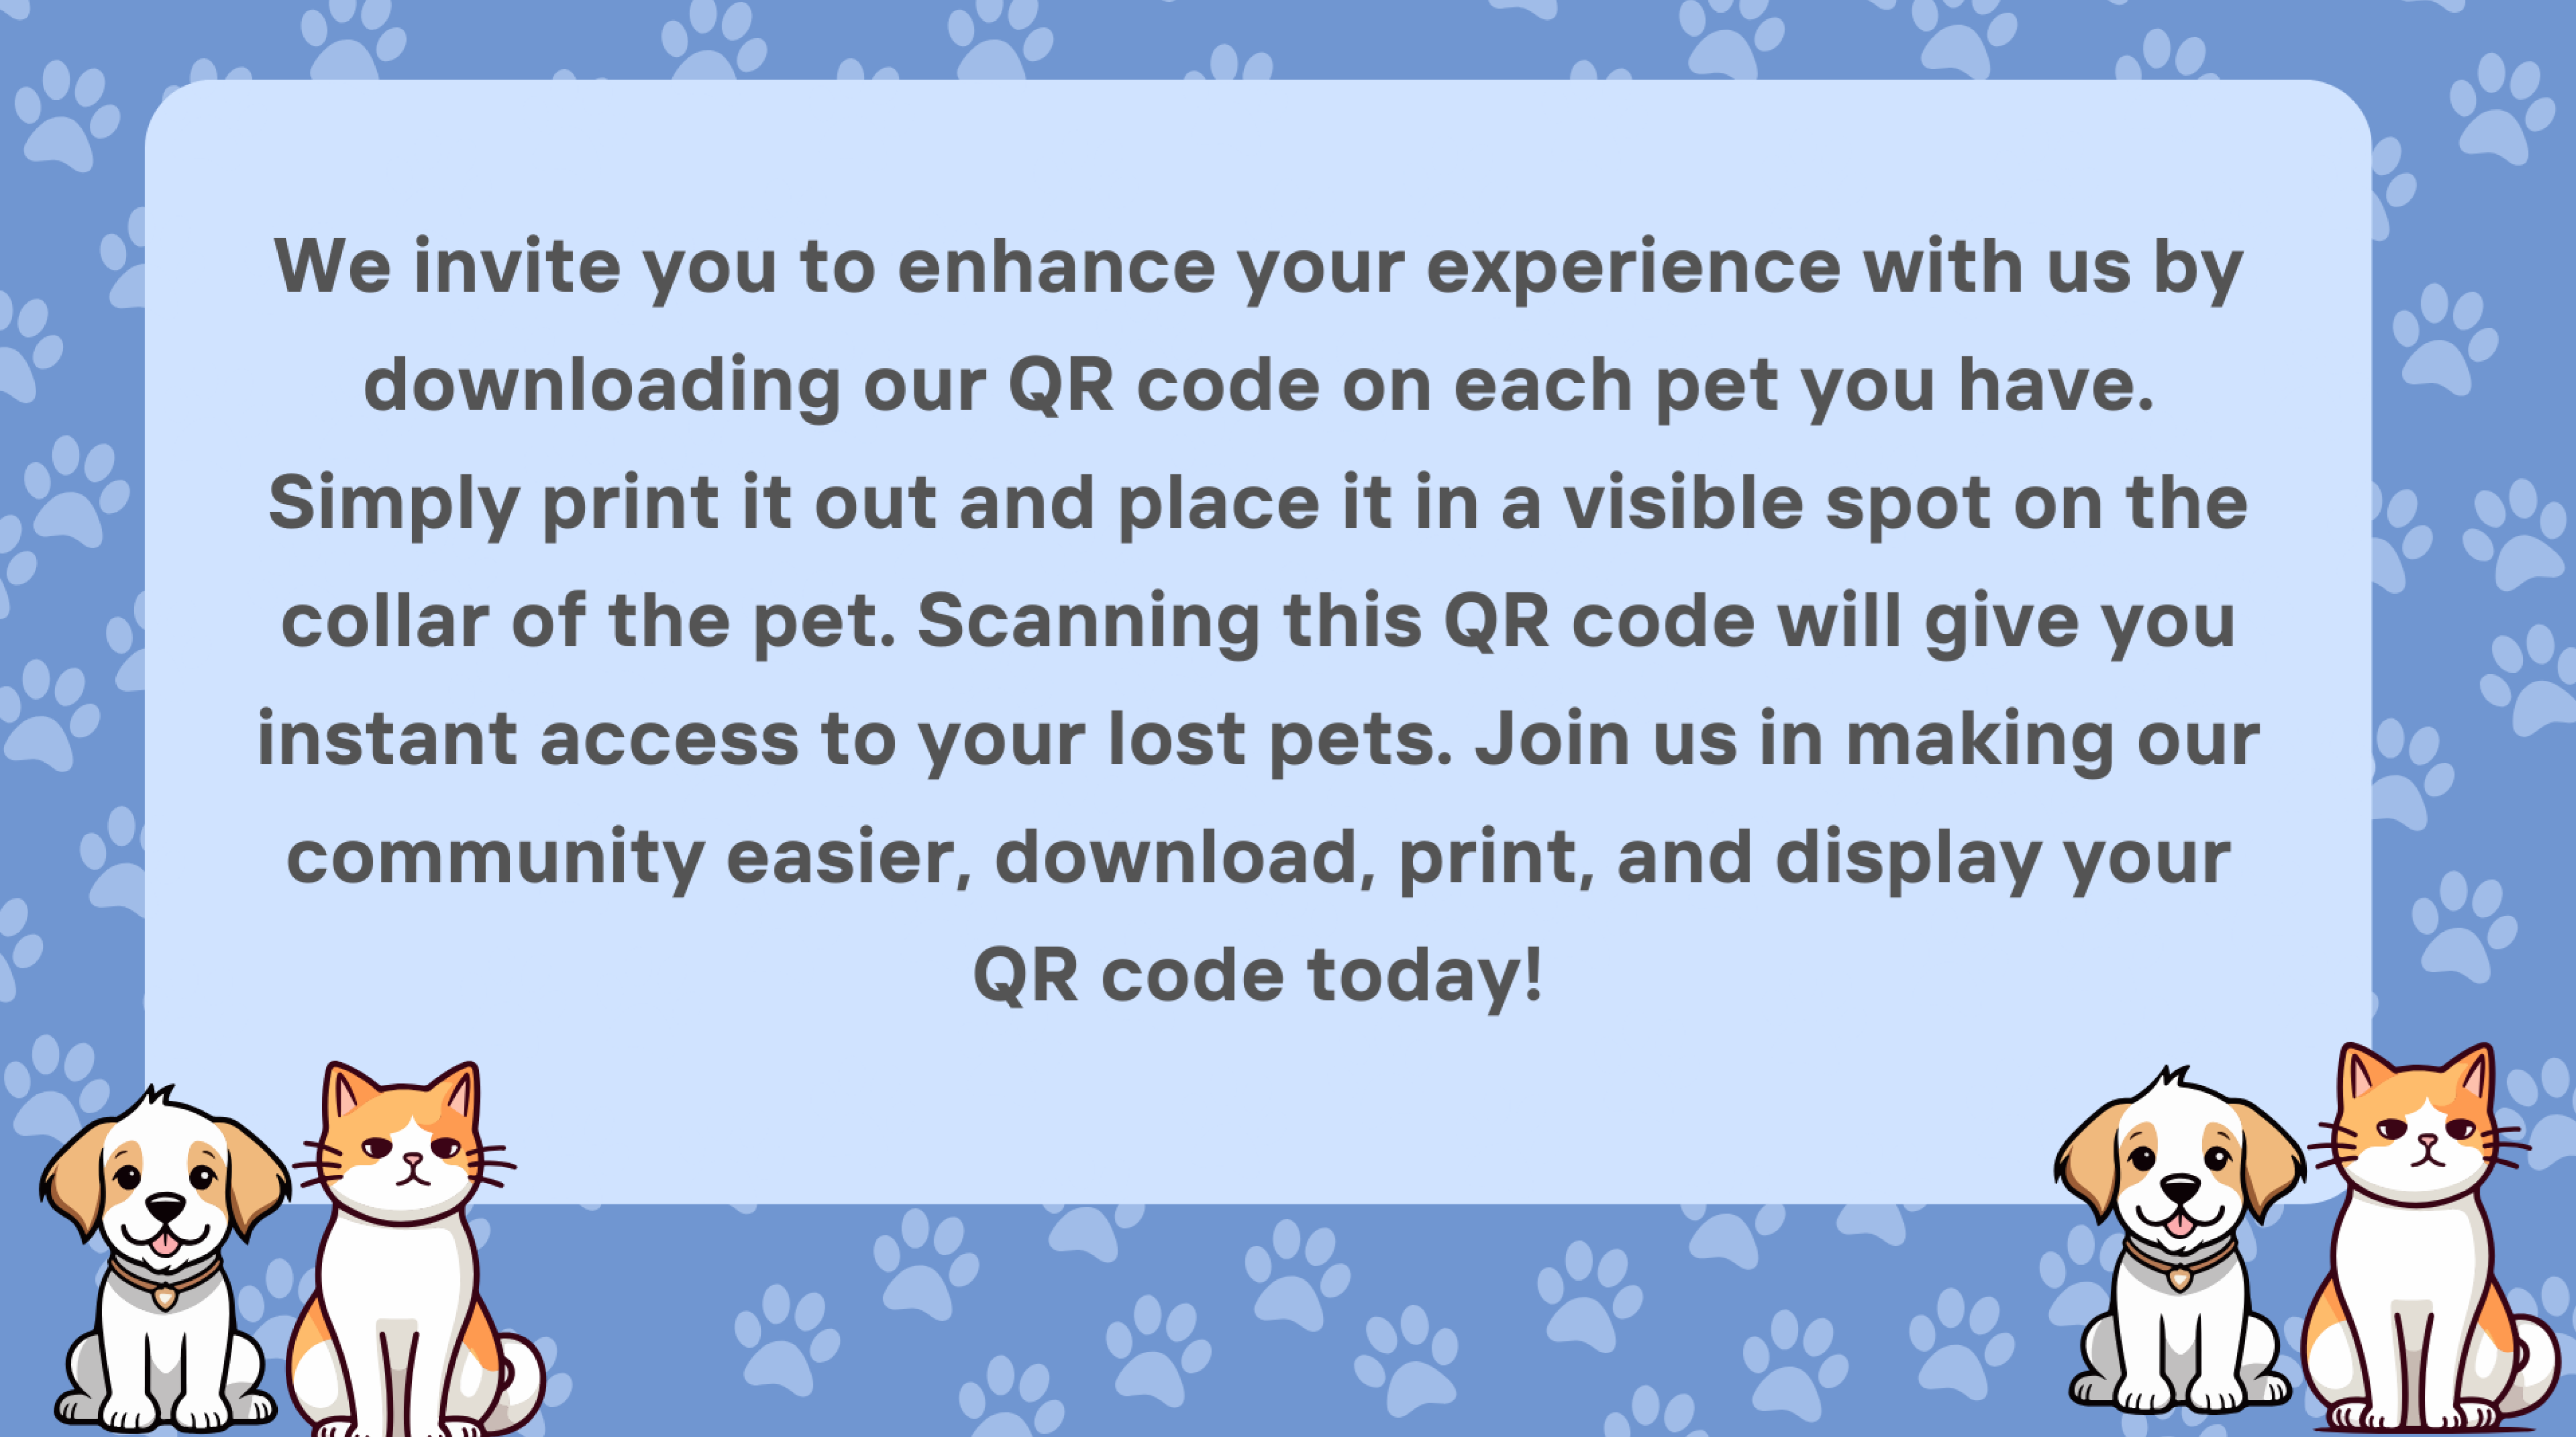 We invite you to enhance your experience with us by
downloading our QR code on each pet you have.
Simply print it out and place it in a visible spot on the
collar of the pet. Scanning this QR code will give you
instant access to your lost pets. Join us in making our
community easier, download, print, and display your
QR code today!